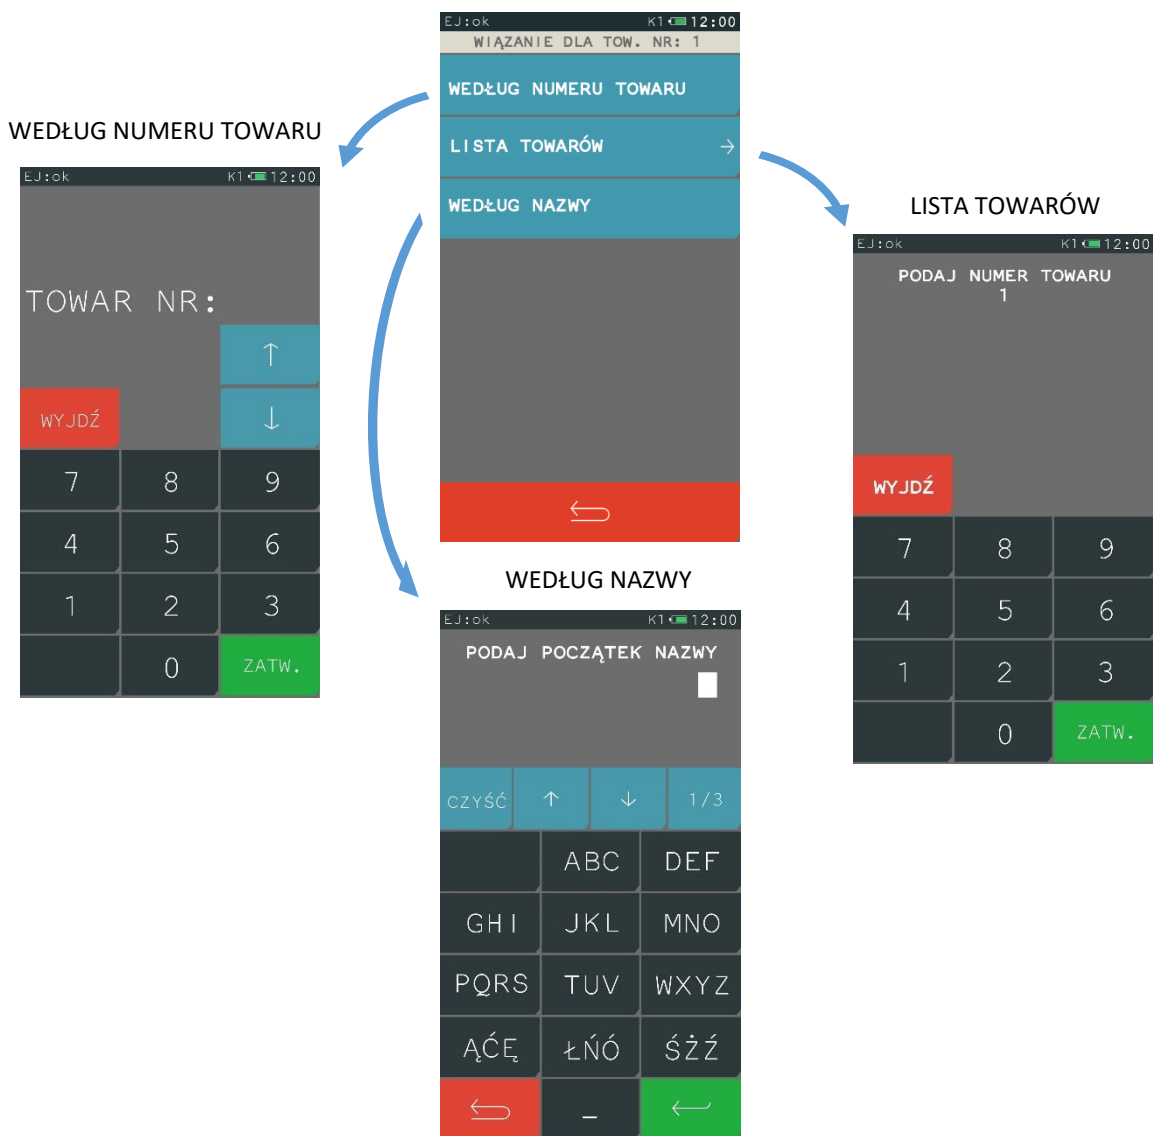 EJ:ok K1 12:00
WIĄZANIE DLA TOW. NR: 1
WEDŁUG NUMERU TOWARU
LISTA TOWARÓW →
WEDŁUG NAZWY
WEDŁUG NUMERU TOWARU
EJ:ok K1 12:00
TOWAR NR:
↑
WYJDŹ ↓
7 8 9
4 5 6
1 2 3
0 ZATW.
LISTA TOWARÓW
EJ:ok K1 12:00
PODAJ NUMER TOWARU
1
WYJDŹ
7 8 9
4 5 6
1 2 3
0 ZATW.
WEDŁUG NAZWY
EJ:ok K1 12:00
PODAJ POCZĄTEK NAZWY
CZYŚĆ ↑ ↓ 1/3
ABC DEF
GHI JKL MNO
PQRS TUV WXYZ
ĄĆĘ ŁŃÓ ŚŻŹ
_